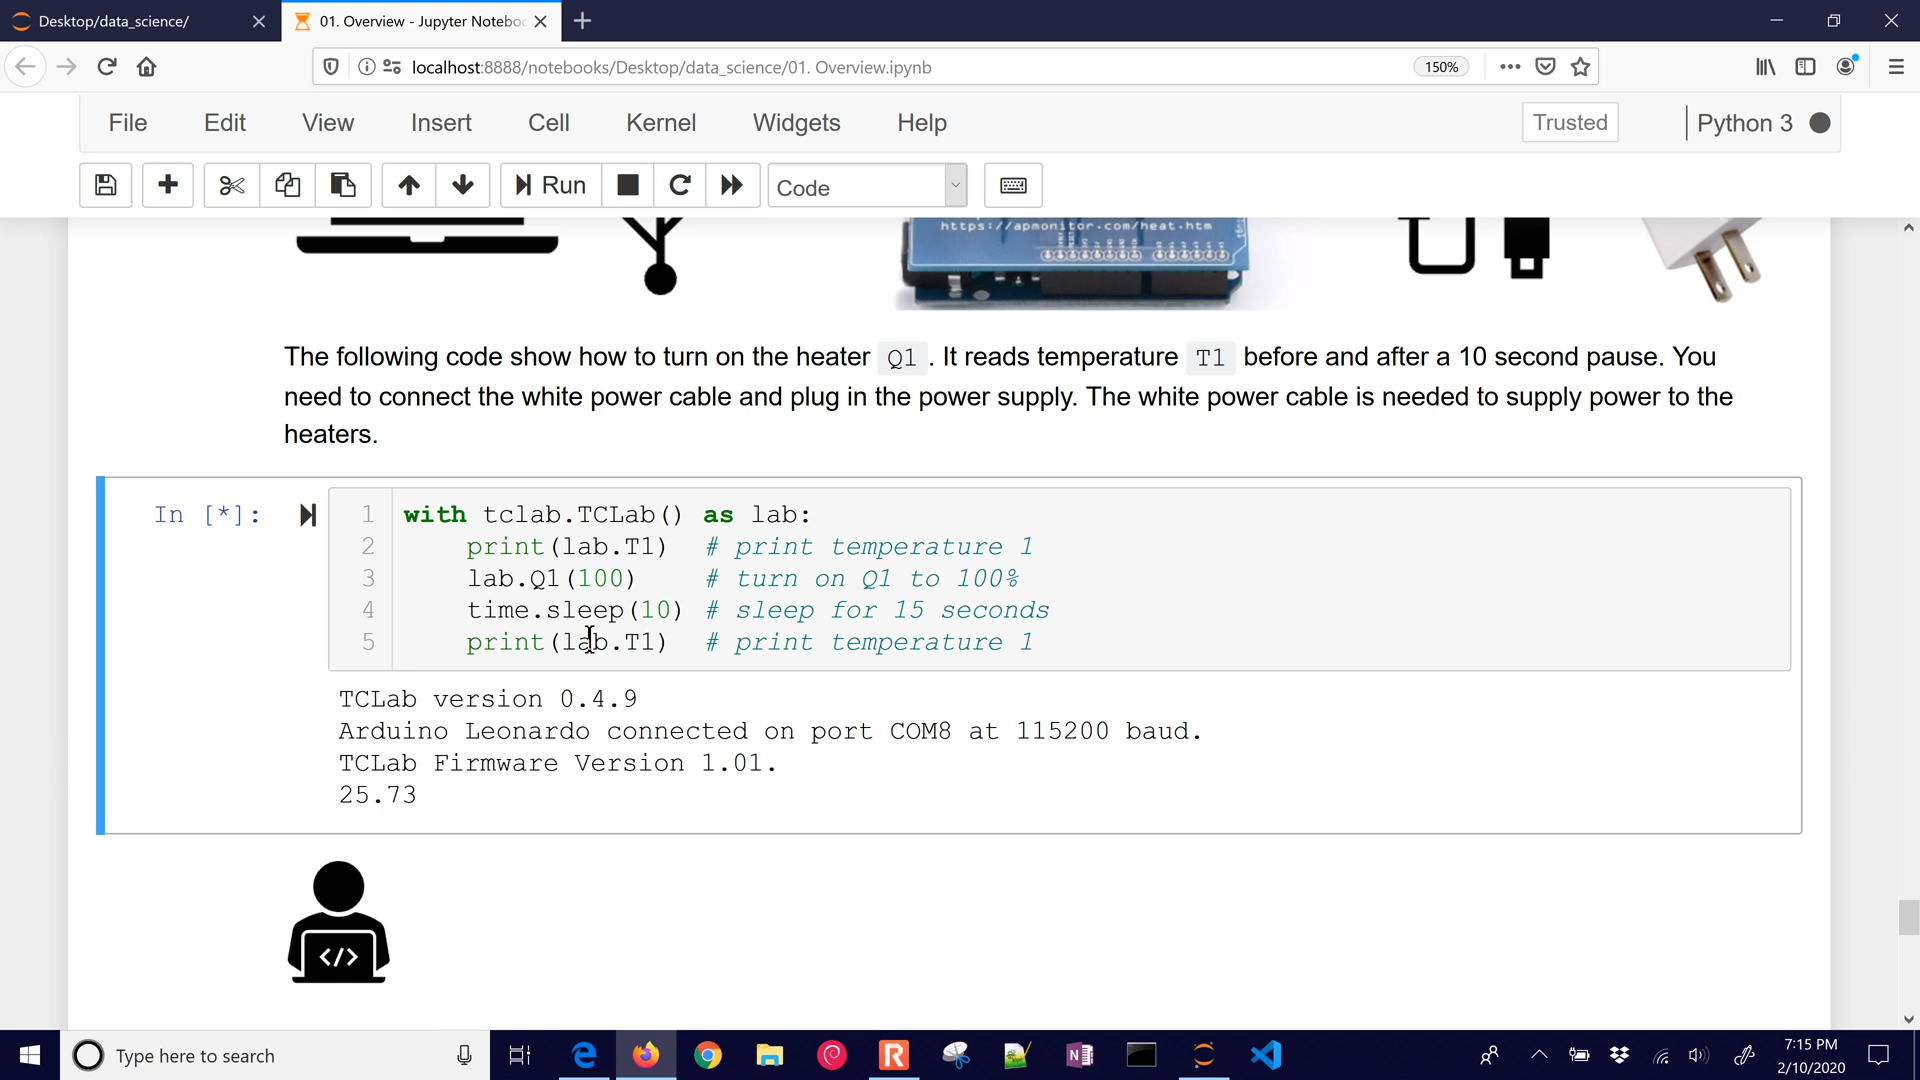 Desktop/data_science/
01. Overview - Jupyter Notebo
localhost:8888/notebooks/Desktop/data_science/01. Overview.ipynb
150%
File Edit View Insert Cell Kernel Widgets Help
Trusted
Python 3
Run
Code
https://apmonitor.com/heat.htm
The following code show how to turn on the heater Q1 . It reads temperature T1 before and after a 10 second pause. You
need to connect the white power cable and plug in the power supply. The white power cable is needed to supply power to the
heaters.
In [*]:
1 with tclab.TCLab() as lab:
2 print(lab.T1) # print temperature 1
3 lab.Q1(100) # turn on Q1 to 100%
4 time.sleep(10) # sleep for 15 seconds
5 print(lab.T1) # print temperature 1
TCLab version 0.4.9
Arduino Leonardo connected on port COM8 at 115200 baud.
TCLab Firmware Version 1.01.
25.73
</>
Type here to search
N
R
7:15 PM
2/10/2020